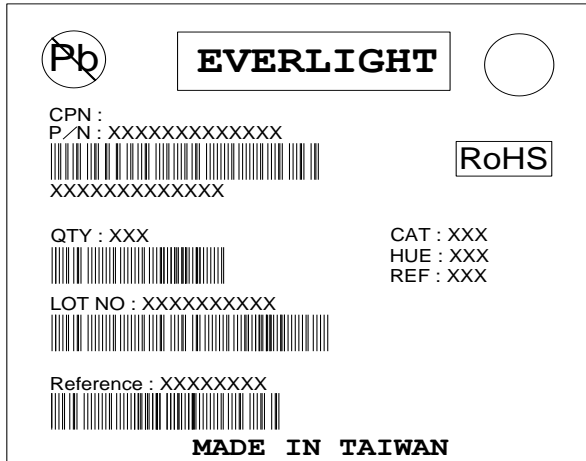 Pb
EVERLIGHT
CPN :
P/N : XXXXXXXXXXXXX
RoHS
XXXXXXXXXXXXX
QTY : XXX
CAT : XXX
HUE : XXX
REF : XXX
LOT NO : XXXXXXXXXX
Reference : XXXXXXXX
MADE IN TAIWAN